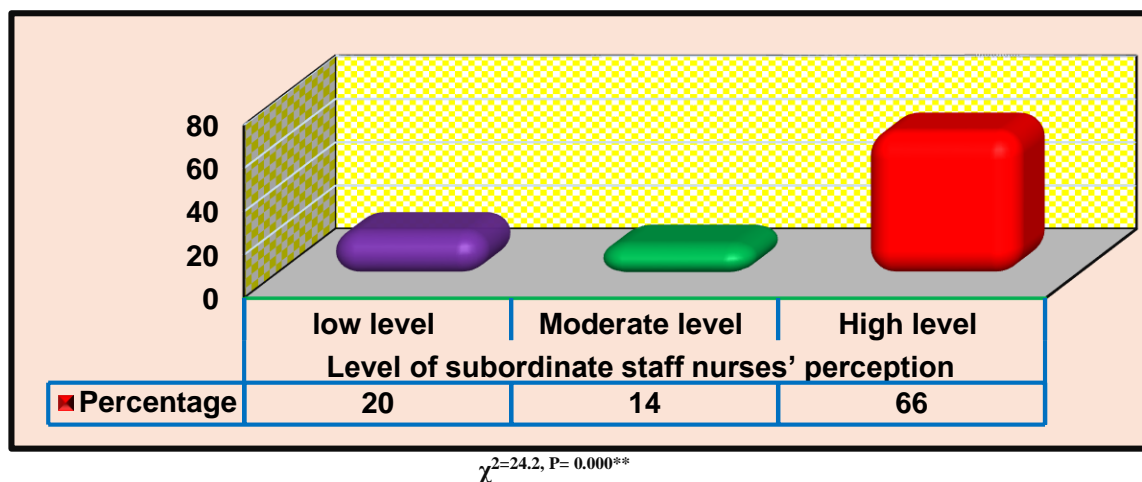 80
60
40
20
0
low level Moderate level High level
Level of subordinate staff nurses’ perception
Percentage 20 14 66
χ2=24.2, P= 0.000**